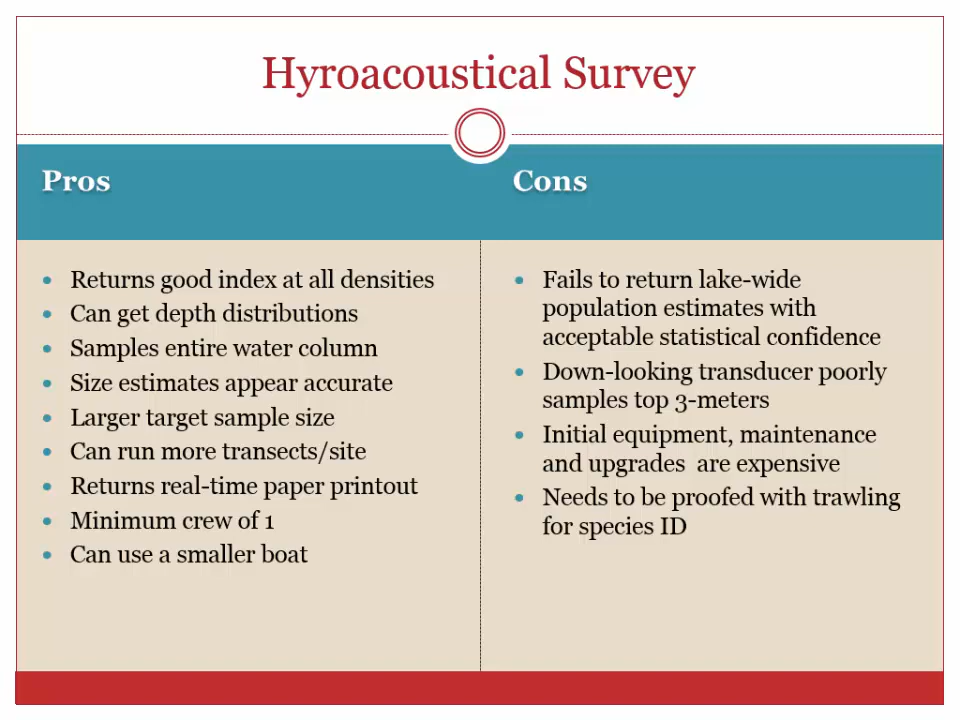 Hyroacoustical Survey
Pros
Returns good index at all densities
Can get depth distributions
Samples entire water column
Size estimates appear accurate
Larger target sample size
Can run more transects/site
Returns real-time paper printout
Minimum crew of 1
Can use a smaller boat
Cons
Fails to return lake-wide
population estimates with
acceptable statistical confidence
Down-looking transducer poorly
samples top 3-meters
Initial equipment, maintenance
and upgrades are expensive
Needs to be proofed with trawling
for species ID